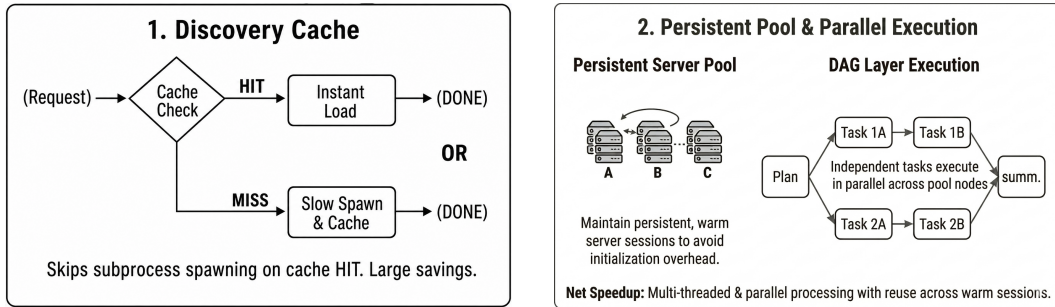 1. Discovery Cache
(Request)
Cache
Check
HIT
Instant
Load
(DONE)
OR
MISS
Slow Spawn
& Cache
(DONE)
Skips subprocess spawning on cache HIT. Large savings.
2. Persistent Pool & Parallel Execution
Persistent Server Pool
A
B
C
Maintain persistent, warm
server sessions to avoid
initialization overhead.
DAG Layer Execution
Plan
Task 1A
Task 1B
Independent tasks execute
in parallel across pool nodes
Task 2A
Task 2B
summ.
Net Speedup: Multi-threaded & parallel processing with reuse across warm sessions.